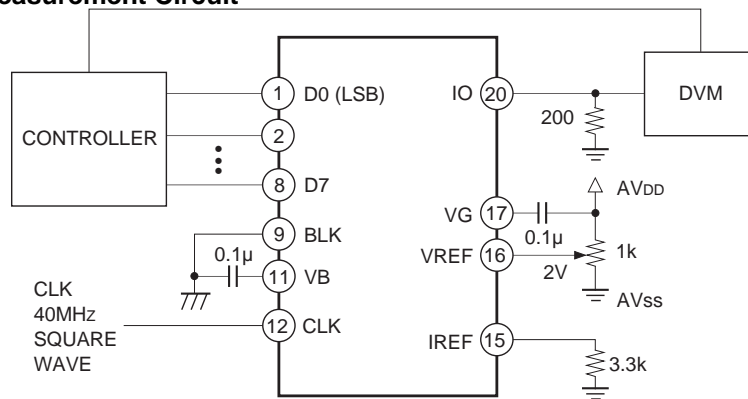 asurement Circuit
CONTROLLER
1 D0 (LSB)
2
8 D7
9 BLK
0.1µ
11 VB
CLK
40MHz
SQUARE
WAVE
12 CLK
IO 20
200
DVM
AVDD
VG 17
0.1µ
VREF 16
2V
1k
AVss
IREF 15
3.3k